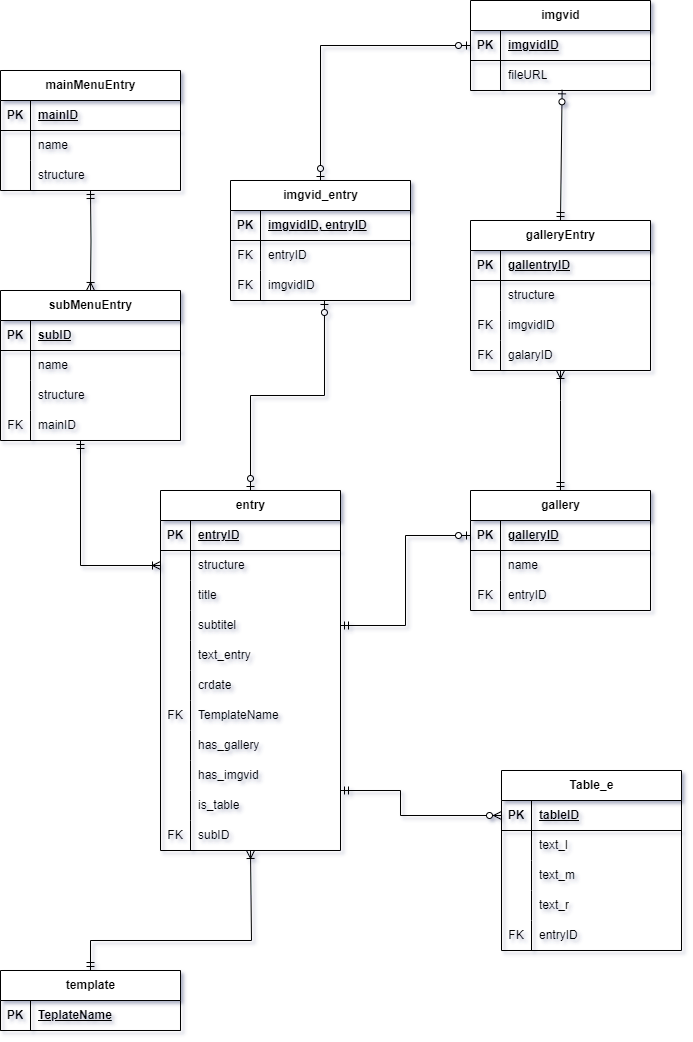 imgvid
PK imgvidID
fileURL
mainMenuEntry
PK mainID
name
structure
imgvid_entry
PK imgvidID, entryID
FK entryID
FK imgvidID
galleryEntry
PK gallentryID
structure
FK imgvidID
FK galaryID
subMenuEntry
PK subID
name
structure
FK mainID
entry
PK entryID
structure
title
subtitel
text_entry
crdate
FK TemplateName
has_gallery
has_imgvid
is_table
FK subID
gallery
PK galleryID
name
FK entryID
Table_e
PK tableID
text_l
text_m
text_r
FK entryID
template
PK TeplateName